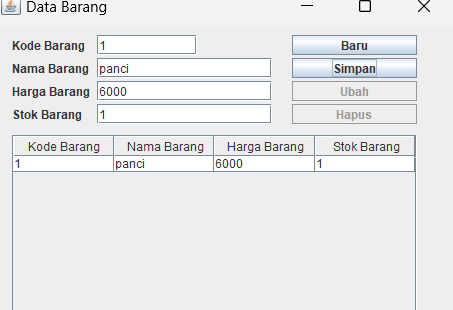 Data Barang
Kode Barang 1 Baru
Nama Barang panci Simpan
Harga Barang 6000 Ubah
Stok Barang 1 Hapus
Kode Barang Nama Barang Harga Barang Stok Barang
1 panci 6000 1